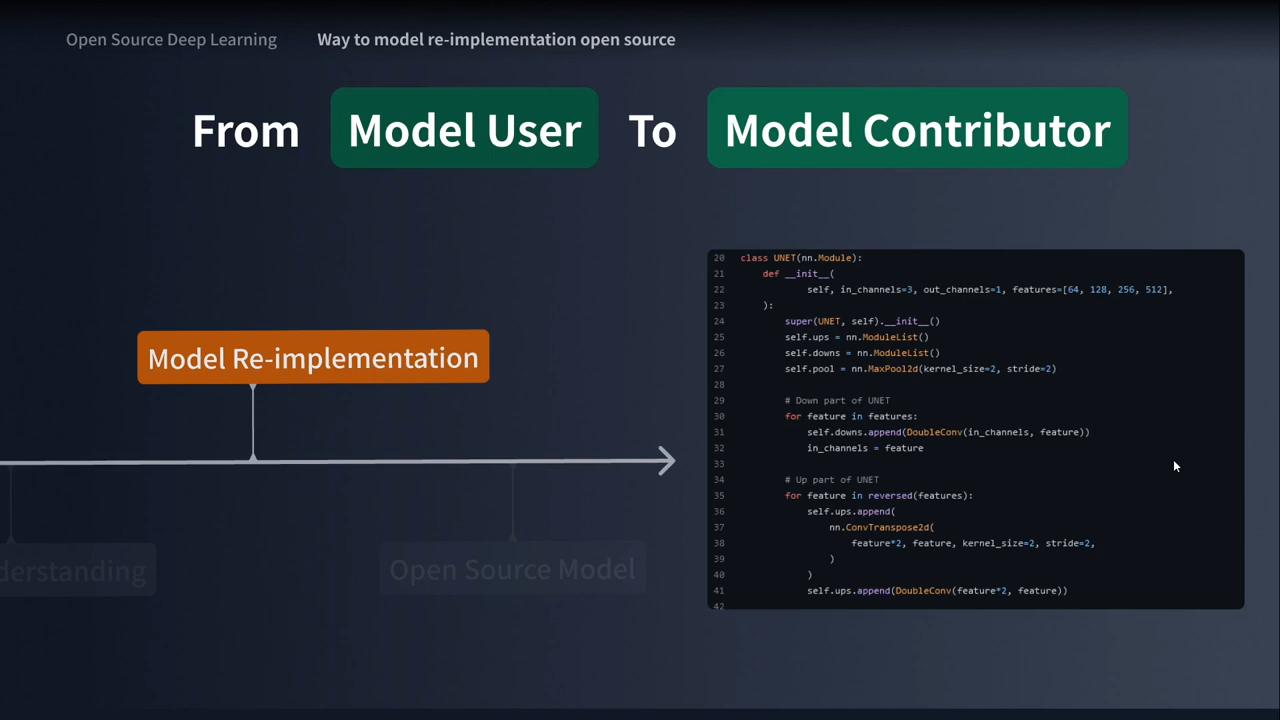 Open Source Deep Learning Way to model re-implementation open source
From Model User To Model Contributor
Model Re-implementation
derstanding
Open Source Model
20 class UNET(nn.Module):
21 def __init__(
22 self, in_channels=3, out_channels=1, features=[64, 128, 256, 512],
23 ):
24 super(UNET, self).__init__()
25 self.ups = nn.ModuleList()
26 self.downs = nn.ModuleList()
27 self.pool = nn.MaxPool2d(kernel_size=2, stride=2)
28
29 # Down part of UNET
30 for feature in features:
31 self.downs.append(DoubleConv(in_channels, feature))
32 in_channels = feature
33
34 # Up part of UNET
35 for feature in reversed(features):
36 self.ups.append(
37 nn.ConvTranspose2d(
38 feature*2, feature, kernel_size=2, stride=2,
39 )
40 )
41 self.ups.append(DoubleConv(feature*2, feature))
42